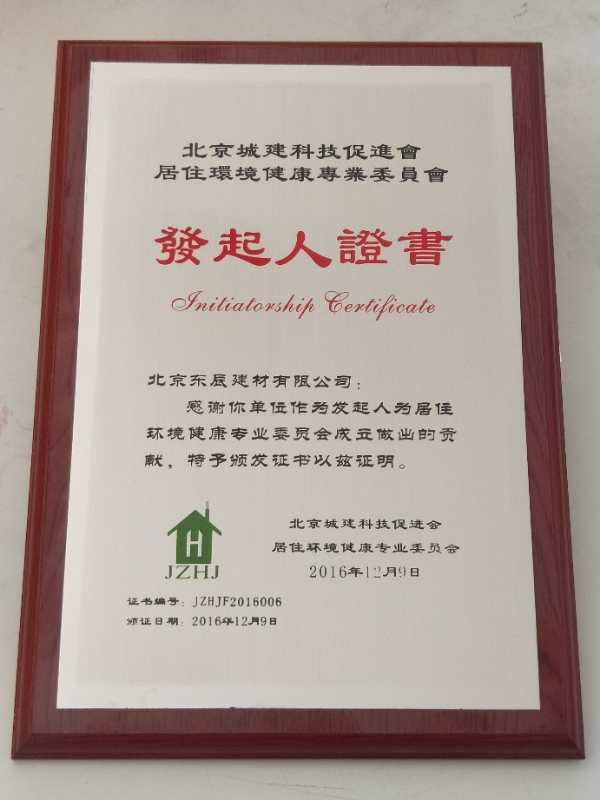 北京城建科技促進會
居住環境健康專業委員會
發起人證書
Initiatorship Certificate
北京东辰建材有限公司：
感谢你单位作为发起人为居住
环境健康专业委员会成立做出的贡
献，特予颁发证书以兹证明。
H
JZHJ
北京城建科技促进会
居住环境健康专业委员会
2016年12月9日
证书编号：JZHJF2016006
颁证日期：2016年12月9日